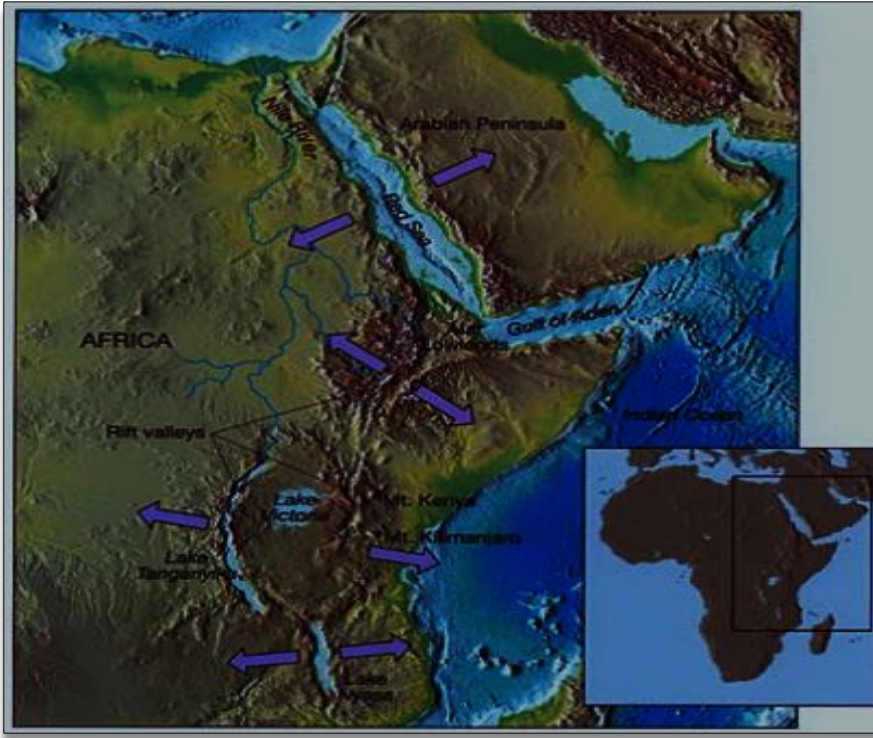 Nile River
Arabian Peninsula
Red Sea
Gulf of Aden
Afar
Lowlands
AFRICA
Indian Ocean
Rift valleys
Lake
Victoria
Mt. Kenya
Mt. Kilimanjaro
Lake
Tanganyika
Lake
Nyasa